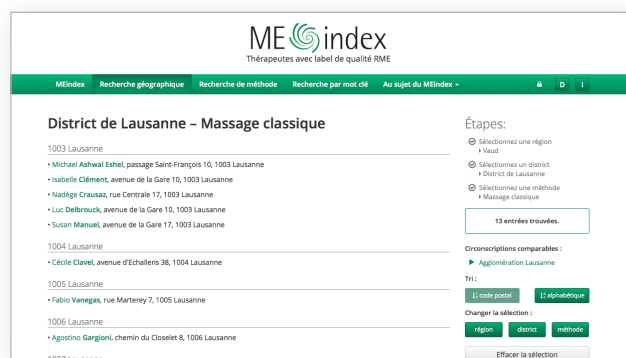 ME index
Thérapeutes avec label de qualité RME
MEindex Recherche géographique Recherche de méthode Recherche par mot clé Au sujet du MEindex D I
District de Lausanne – Massage classique
1003 Lausanne
• Michael Ashwal Eshel, passage Saint-François 10, 1003 Lausanne
• Isabelle Clément, avenue de la Gare 10, 1003 Lausanne
• Nadège Crausaz, rue Centrale 17, 1003 Lausanne
• Luc Delbrouck, avenue de la Gare 10, 1003 Lausanne
• Susan Manuel, avenue de la Gare 17, 1003 Lausanne
1004 Lausanne
• Cécile Clavel, avenue d'Echallens 38, 1004 Lausanne
1005 Lausanne
• Fabio Vanegas, rue Marterey 7, 1005 Lausanne
1006 Lausanne
• Agostino Gargioni, chemin du Closelet 8, 1006 Lausanne
Étapes:
Sélectionnez une région
Vaud
Sélectionnez un district
District de Lausanne
Sélectionnez une méthode
Massage classique
13 entrées trouvées.
Circonscriptions comparables :
Agglomération Lausanne
Tri :
code postal alphabétique
Changer la sélection :
région district méthode
Effacer la sélection